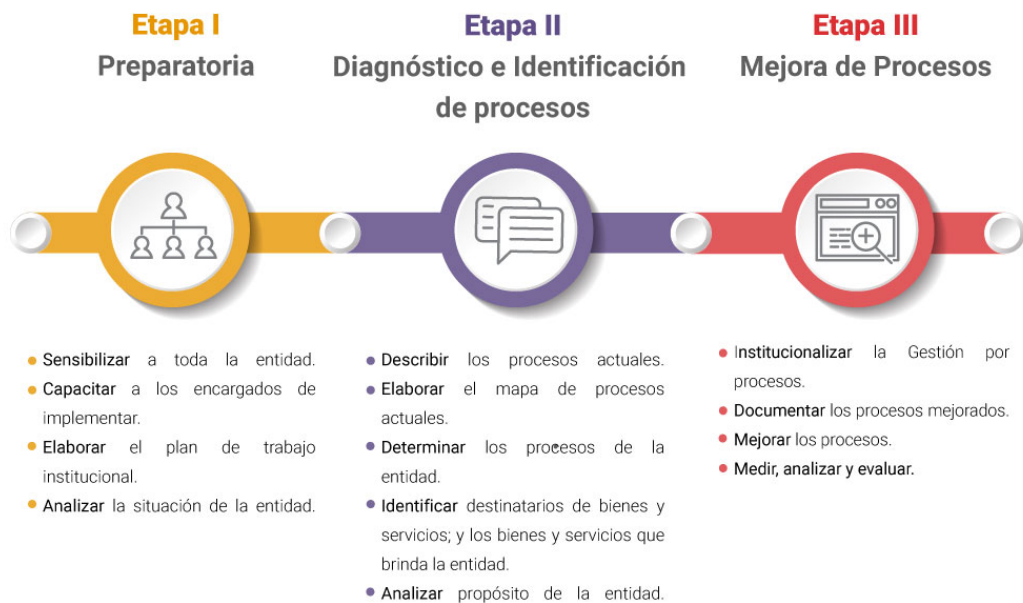 Etapa I
Preparatoria
Sensibilizar a toda la entidad.
Capacitar a los encargados de
implementar.
Elaborar el plan de trabajo
institucional.
Analizar la situación de la entidad.
Etapa II
Diagnóstico e Identificación
de procesos
Describir los procesos actuales.
Elaborar el mapa de procesos
actuales.
Determinar los procesos de la
entidad.
Identificar destinatarios de bienes y
servicios; y los bienes y servicios que
brinda la entidad.
Analizar propósito de la entidad.
Etapa III
Mejora de Procesos
Institucionalizar la Gestión por
procesos.
Documentar los procesos mejorados.
Mejorar los procesos.
Medir, analizar y evaluar.